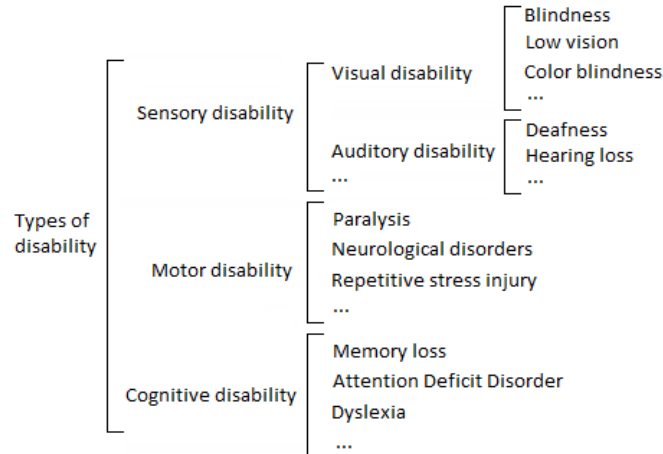 Blindness
Low vision
Visual disability
Color blindness
...
Sensory disability
Deafness
Auditory disability
Hearing loss
...
...
Types of
disability
Paralysis
Neurological disorders
Motor disability
Repetitive stress injury
...
Memory loss
Attention Deficit Disorder
Cognitive disability
Dyslexia
...